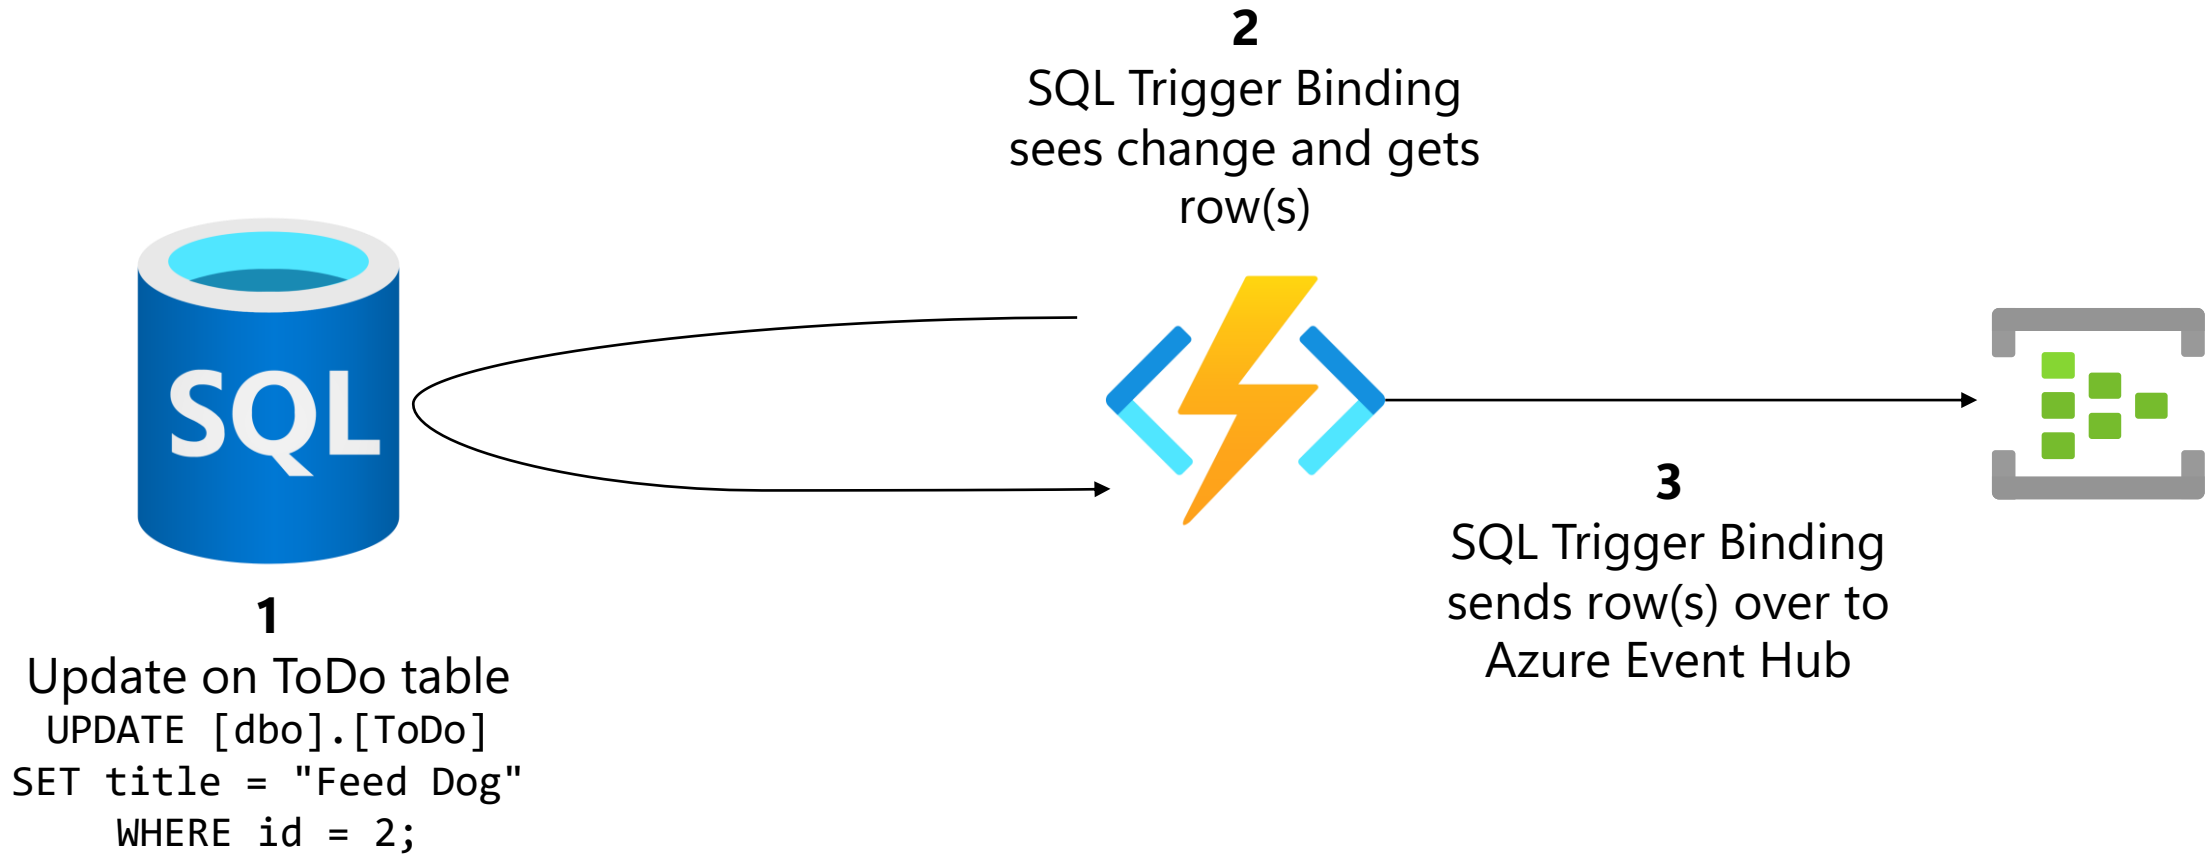 2
SQL Trigger Binding
sees change and gets
row(s)
SQL
1
Update on ToDo table
UPDATE [dbo].[ToDo]
SET title = "Feed Dog"
WHERE id = 2;
3
SQL Trigger Binding
sends row(s) over to
Azure Event Hub